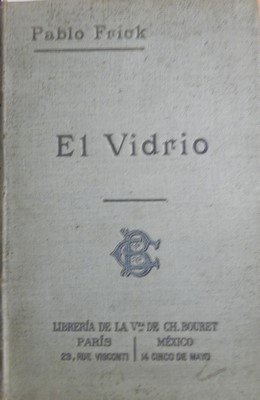 Pablo Frick
El Vidrio
CB
LIBRERÍA DE LA Vda DE CH. BOURET
PARÍS
23, RUE VISCONTI
MÉXICO
14 CINCO DE MAYO